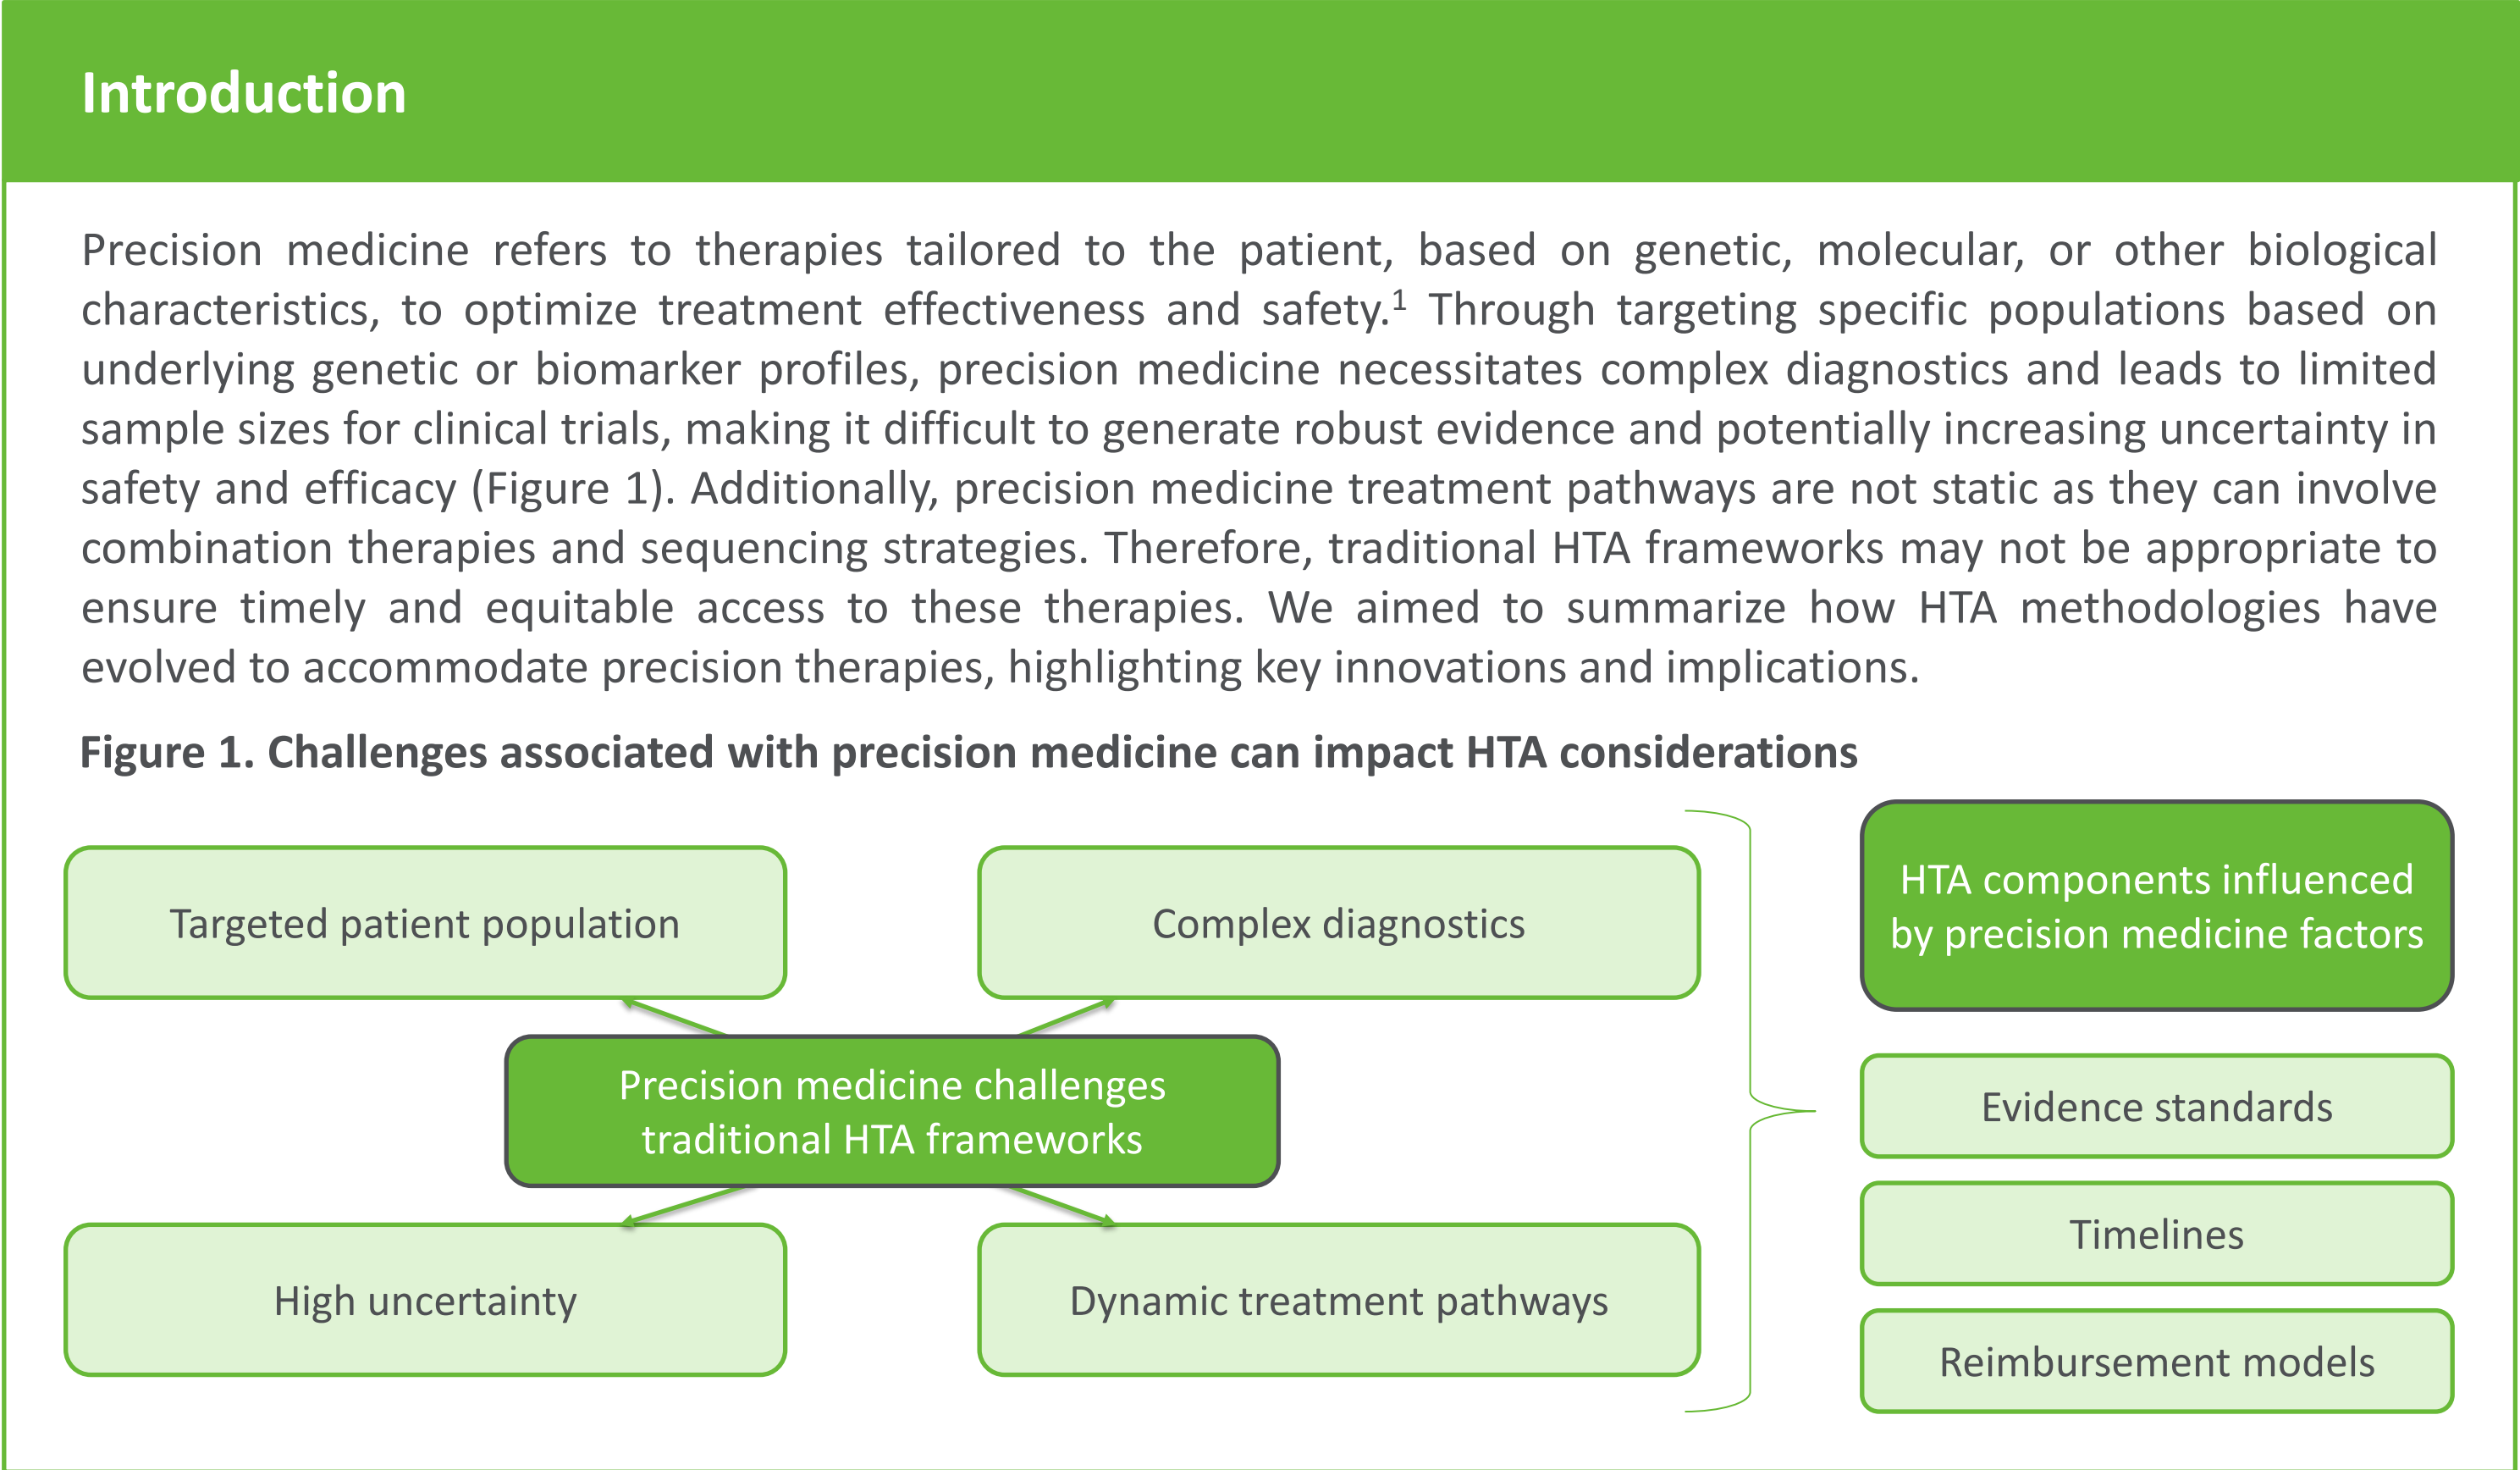 Introduction
Precision medicine refers to therapies tailored to the patient, based on genetic, molecular, or other biological
characteristics, to optimize treatment effectiveness and safety.¹ Through targeting specific populations based on
underlying genetic or biomarker profiles, precision medicine necessitates complex diagnostics and leads to limited
sample sizes for clinical trials, making it difficult to generate robust evidence and potentially increasing uncertainty in
safety and efficacy (Figure 1). Additionally, precision medicine treatment pathways are not static as they can involve
combination therapies and sequencing strategies. Therefore, traditional HTA frameworks may not be appropriate to
ensure timely and equitable access to these therapies. We aimed to summarize how HTA methodologies have
evolved to accommodate precision therapies, highlighting key innovations and implications.
Figure 1. Challenges associated with precision medicine can impact HTA considerations
Targeted patient population
Complex diagnostics
Precision medicine challenges
traditional HTA frameworks
High uncertainty
Dynamic treatment pathways
HTA components influenced
by precision medicine factors
Evidence standards
Timelines
Reimbursement models